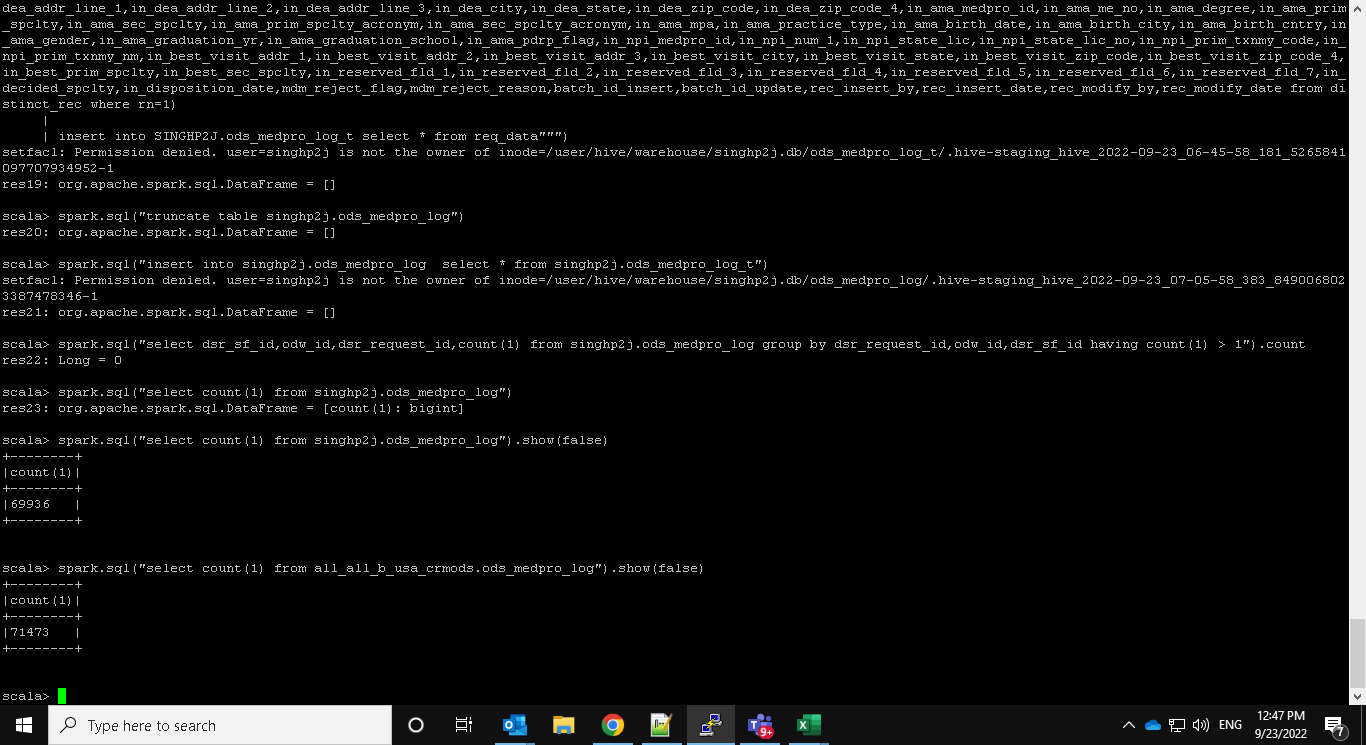 dea_addr_line_1,in_dea_addr_line_2,in_dea_addr_line_3,in_dea_city,in_dea_state,in_dea_zip_code,in_dea_zip_code_4,in_ama_medpro_id,in_ama_me_no,in_ama_degree,in_ama_prim
_spclty,in_ama_sec_spclty,in_ama_prim_spclty_acronym,in_ama_sec_spclty_acronym,in_ama_mpa,in_ama_practice_type,in_ama_birth_date,in_ama_birth_city,in_ama_birth_cntry,in
_ama_gender,in_ama_graduation_yr,in_ama_graduation_school,in_ama_pdrp_flag,in_npi_medpro_id,in_npi_num_1,in_npi_state_lic,in_npi_state_lic_no,in_npi_prim_txnmy_code,in_
npi_prim_txnmy_nm,in_best_visit_addr_1,in_best_visit_addr_2,in_best_visit_addr_3,in_best_visit_city,in_best_visit_state,in_best_visit_zip_code,in_best_visit_zip_code_4,
in_best_prim_spclty,in_best_sec_spclty,in_reserved_fld_1,in_reserved_fld_2,in_reserved_fld_3,in_reserved_fld_4,in_reserved_fld_5,in_reserved_fld_6,in_reserved_fld_7,in_
decided_spclty,in_disposition_date,mdm_reject_flag,mdm_reject_reason,batch_id_insert,batch_id_update,rec_insert_by,rec_insert_date,rec_modify_by,rec_modify_date from di
stinct_rec where rn=1)
|
| insert into SINGHP2J.ods_medpro_log_t select * from req_data""")
setfacl: Permission denied. user=singhp2j is not the owner of inode=/user/hive/warehouse/singhp2j.db/ods_medpro_log_t/.hive-staging_hive_2022-09-23_06-45-58_181_5265841
097707934952-1
res19: org.apache.spark.sql.DataFrame = []
scala> spark.sql("truncate table singhp2j.ods_medpro_log")
res20: org.apache.spark.sql.DataFrame = []
scala> spark.sql("insert into singhp2j.ods_medpro_log  select * from singhp2j.ods_medpro_log_t")
setfacl: Permission denied. user=singhp2j is not the owner of inode=/user/hive/warehouse/singhp2j.db/ods_medpro_log/.hive-staging_hive_2022-09-23_07-05-58_383_849006802
3387478346-1
res21: org.apache.spark.sql.DataFrame = []
scala> spark.sql("select dsr_sf_id,odw_id,dsr_request_id,count(1) from singhp2j.ods_medpro_log group by dsr_request_id,odw_id,dsr_sf_id having count(1) > 1").count
res22: Long = 0
scala> spark.sql("select count(1) from singhp2j.ods_medpro_log")
res23: org.apache.spark.sql.DataFrame = [count(1): bigint]
scala> spark.sql("select count(1) from singhp2j.ods_medpro_log").show(false)
+--------+
|count(1)|
+--------+
|69936   |
+--------+
scala> spark.sql("select count(1) from all_all_b_usa_crmods.ods_medpro_log").show(false)
+--------+
|count(1)|
+--------+
|71473   |
+--------+
scala>
Type here to search
9+
ENG
12:47 PM
9/23/2022
7